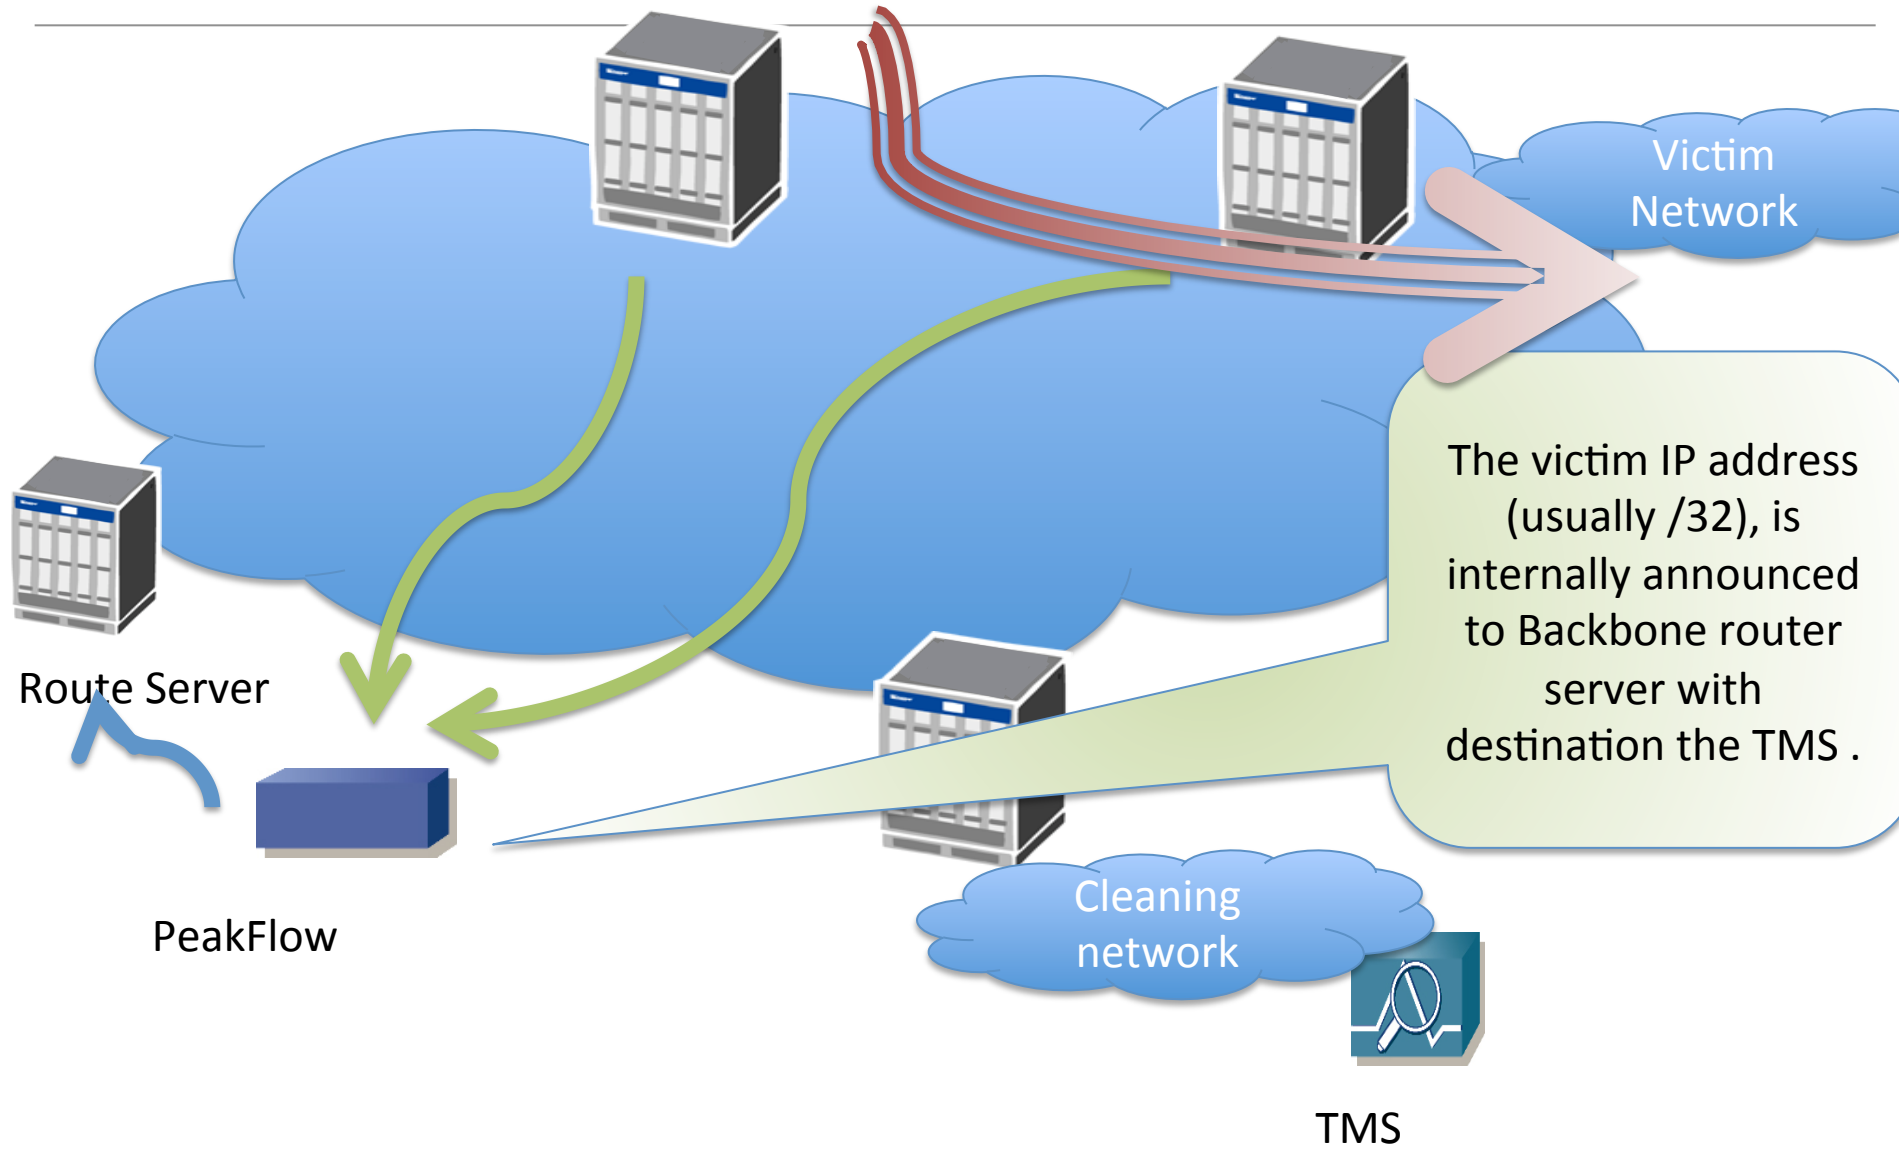 Victim
Network
The victim IP address
(usually /32), is
internally announced
to Backbone router
server with
destination the TMS .
Route Server
PeakFlow
Cleaning
network
TMS